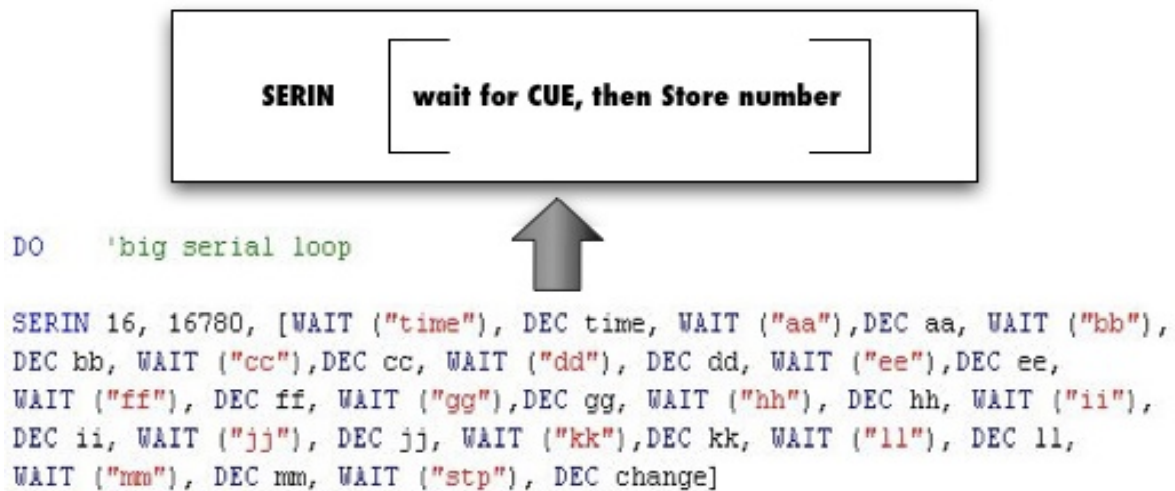 SERIN wait for CUE, then Store number
DO 'big serial loop
SERIN 16, 16780, [WAIT ("time"), DEC time, WAIT ("aa"),DEC aa, WAIT ("bb"),
DEC bb, WAIT ("cc"),DEC cc, WAIT ("dd"), DEC dd, WAIT ("ee"),DEC ee,
WAIT ("ff"), DEC ff, WAIT ("gg"),DEC gg, WAIT ("hh"), DEC hh, WAIT ("ii"),
DEC ii, WAIT ("jj"), DEC jj, WAIT ("kk"),DEC kk, WAIT ("ll"), DEC ll,
WAIT ("mm"), DEC mm, WAIT ("stp"), DEC change]